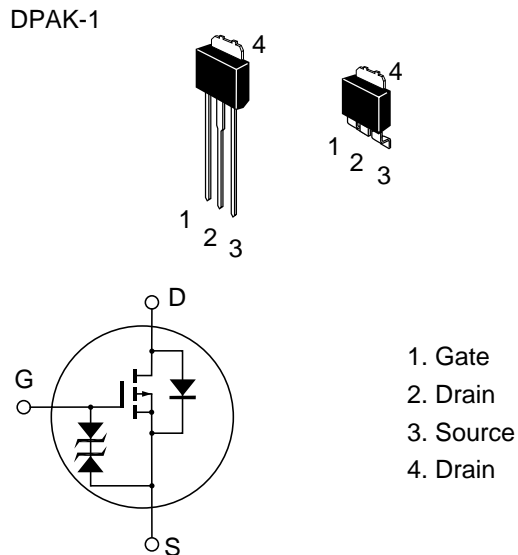 DPAK-1
4
4
1
2
3
1
2
3
D
G
S
1. Gate
2. Drain
3. Source
4. Drain